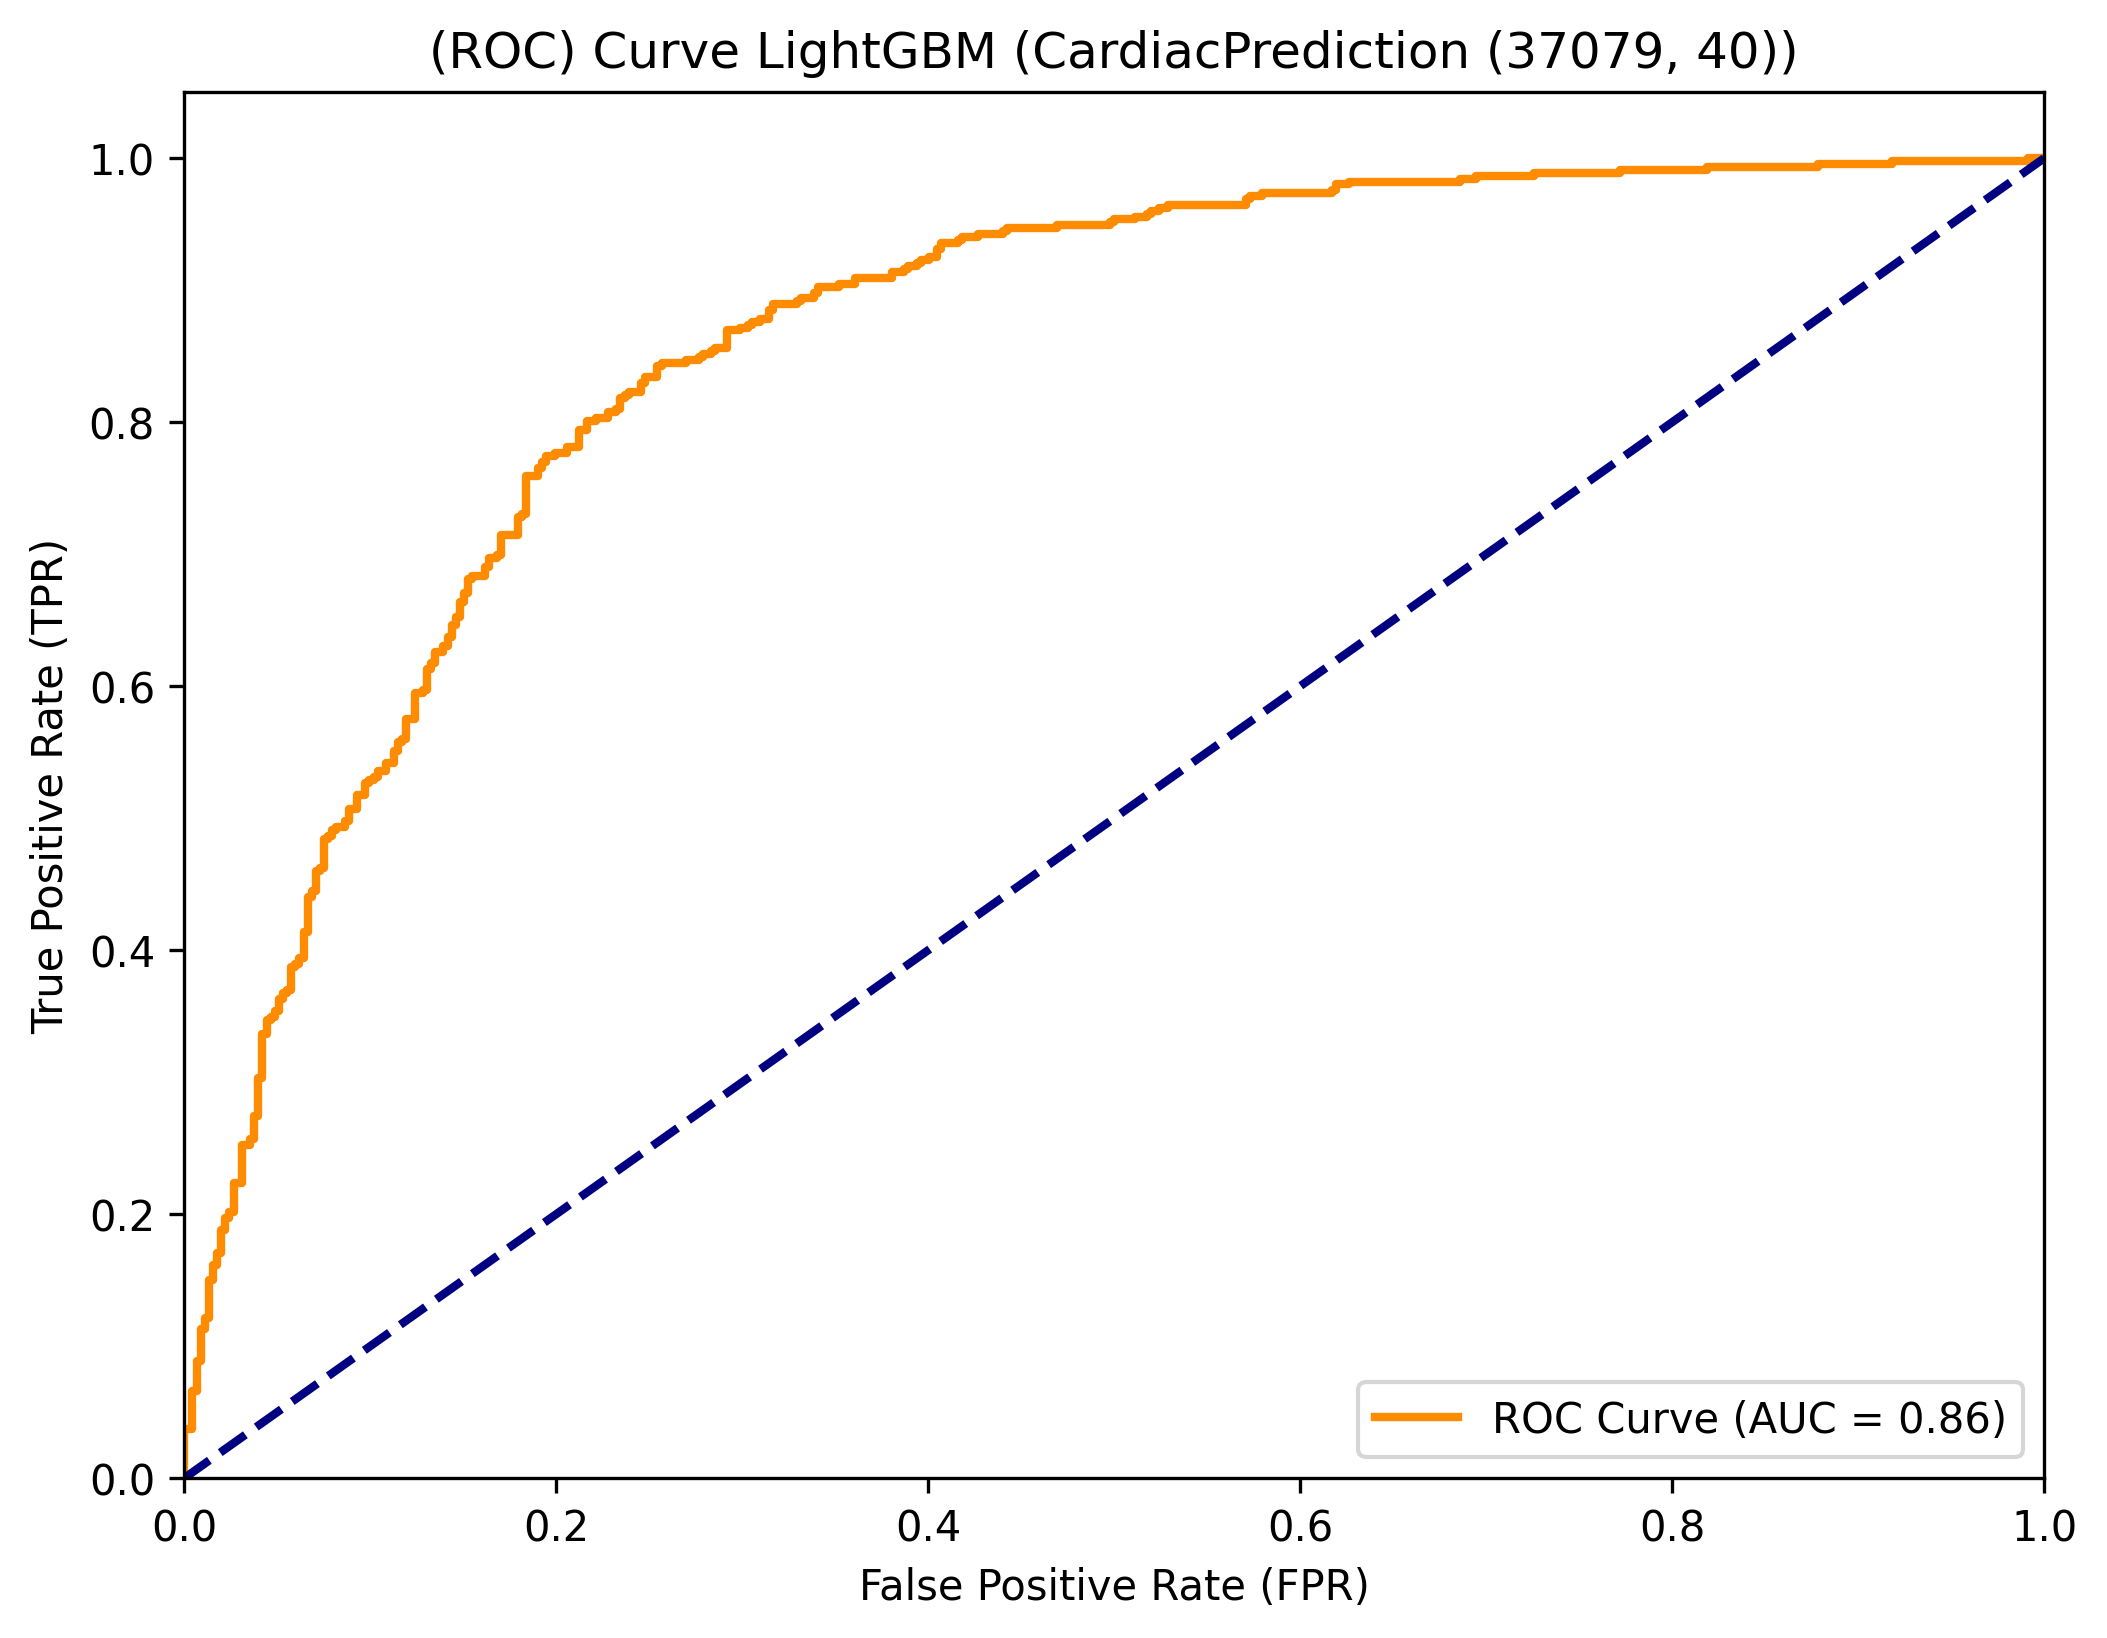 (ROC) Curve LightGBM (CardiacPrediction (37079, 40))
True Positive Rate (TPR)
1.0
0.8
0.6
0.4
0.2
0.0
ROC Curve (AUC = 0.86)
0.0 0.2 0.4 0.6 0.8 1.0
False Positive Rate (FPR)